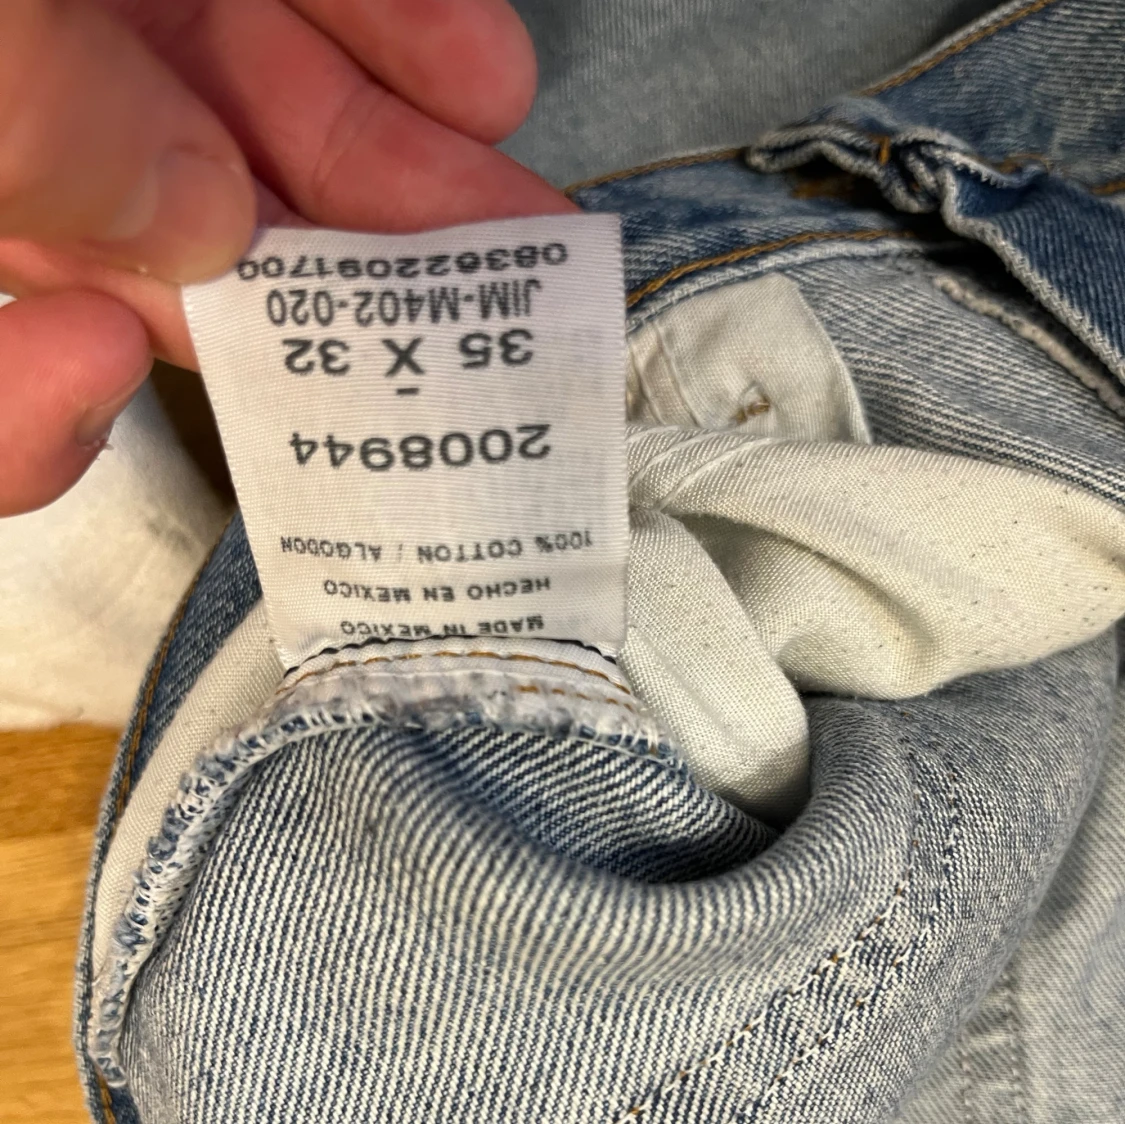 MADE IN MEXICO
HECHO EN MEXICO
100% COTTON / ALGODON
2008944
-
35 X 32
JIM-M402-020
083622091700